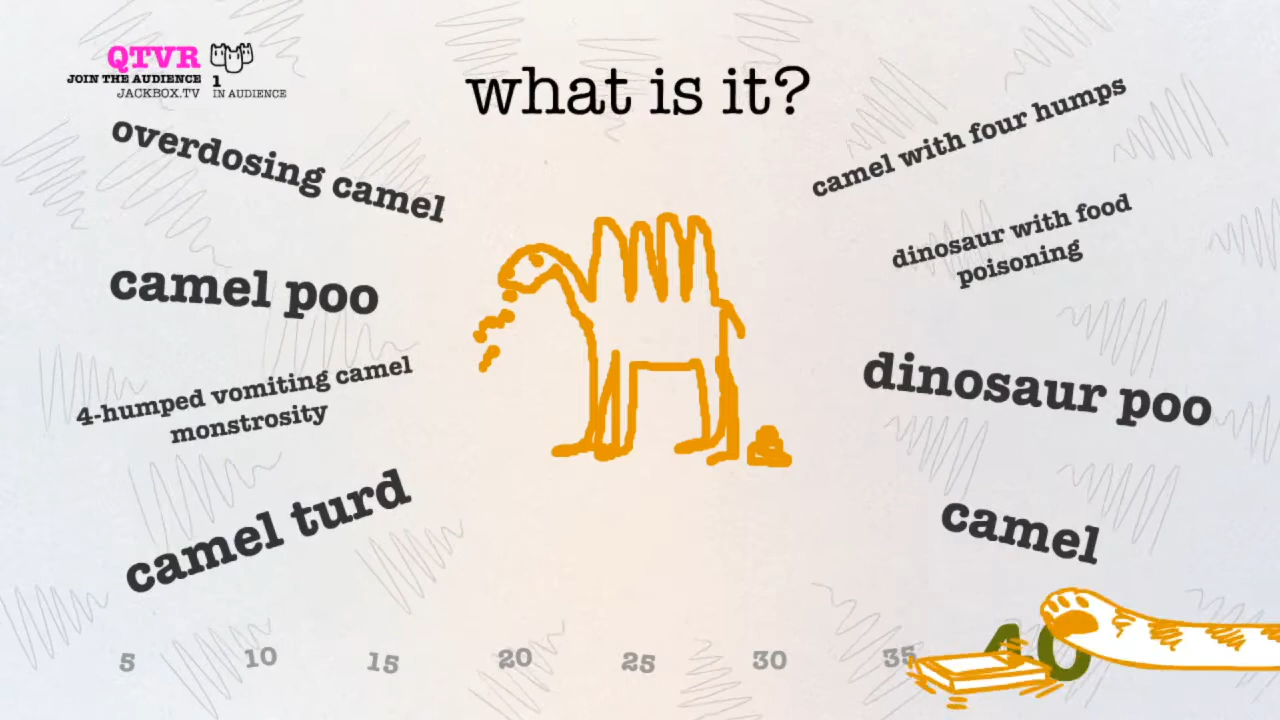 QTVR
JOIN THE AUDIENCE
JACKBOX.TV
1
IN AUDIENCE
what is it?
overdosing camel
camel poo
4-humped vomiting camel
monstrosity
camel turd
camel with four humps
dinosaur with food
poisoning
dinosaur poo
camel
5 10 15 20 25 30 35 40